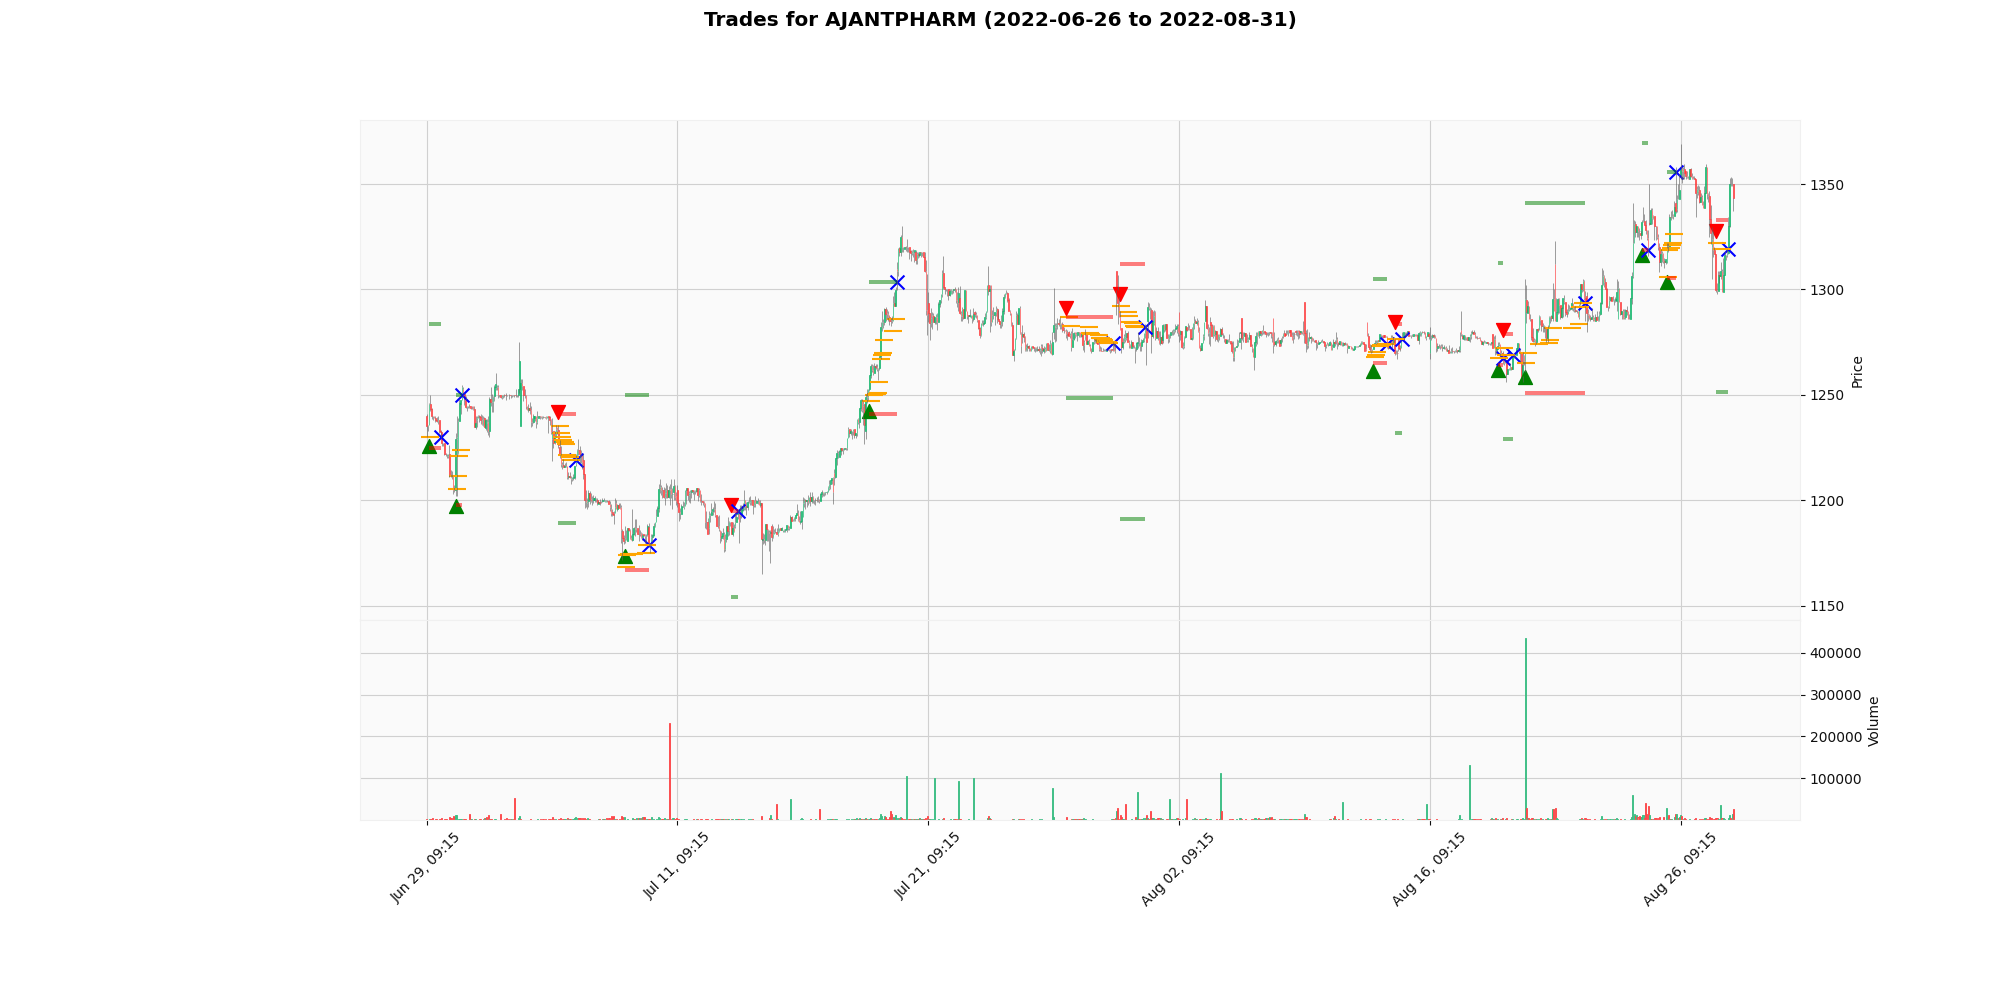 Trades for AJANTPHARM (2022-06-26 to 2022-08-31)
1350
1300
1250
1200
1150
Price
400000
300000
200000
100000
Volume
Jun 29, 09:15
Jul 11, 09:15
Jul 21, 09:15
Aug 02, 09:15
Aug 16, 09:15
Aug 26, 09:15